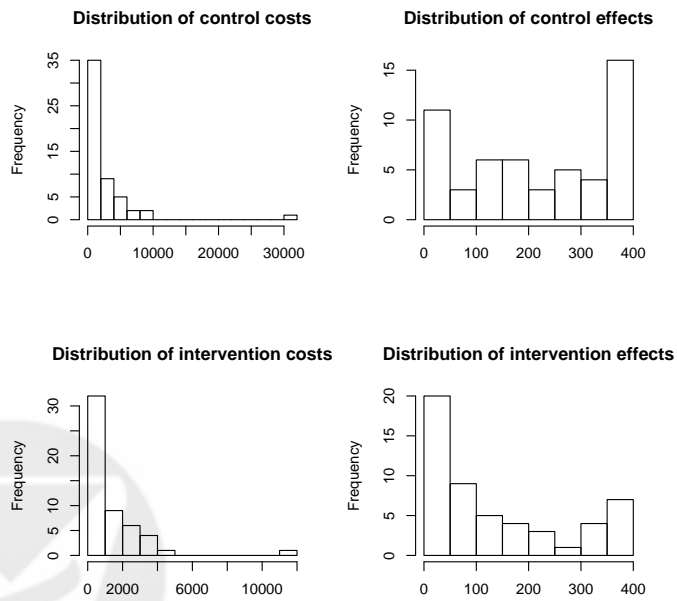 Distribution of control costs
Frequency
0 5 15 25 35
0 10000 20000 30000
Distribution of control effects
Frequency
0 5 10 15
0 100 200 300 400
Distribution of intervention costs
Frequency
0 5 10 20 30
0 2000 6000 10000
Distribution of intervention effects
Frequency
0 5 10 15 20
0 100 200 300 400